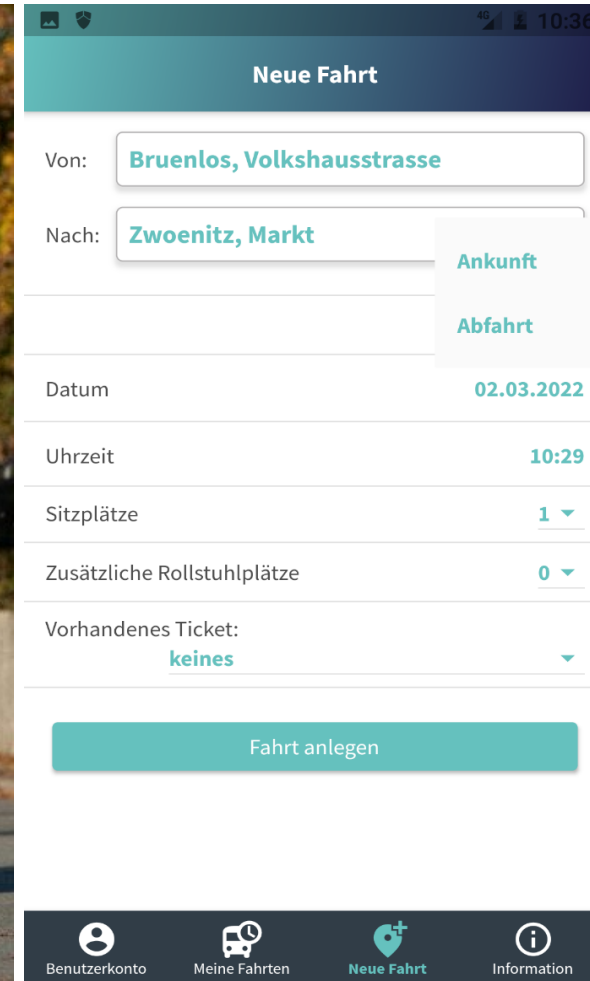 4G 10:36
Neue Fahrt
Von: Bruenlos, Volkshausstrasse
Nach: Zwoenitz, Markt
Ankunft
Abfahrt
Datum 02.03.2022
Uhrzeit 10:29
Sitzplätze 1
Zusätzliche Rollstuhlplätze 0
Vorhandenes Ticket:
keines
Fahrt anlegen
Benutzerkonto Meine Fahrten Neue Fahrt Information